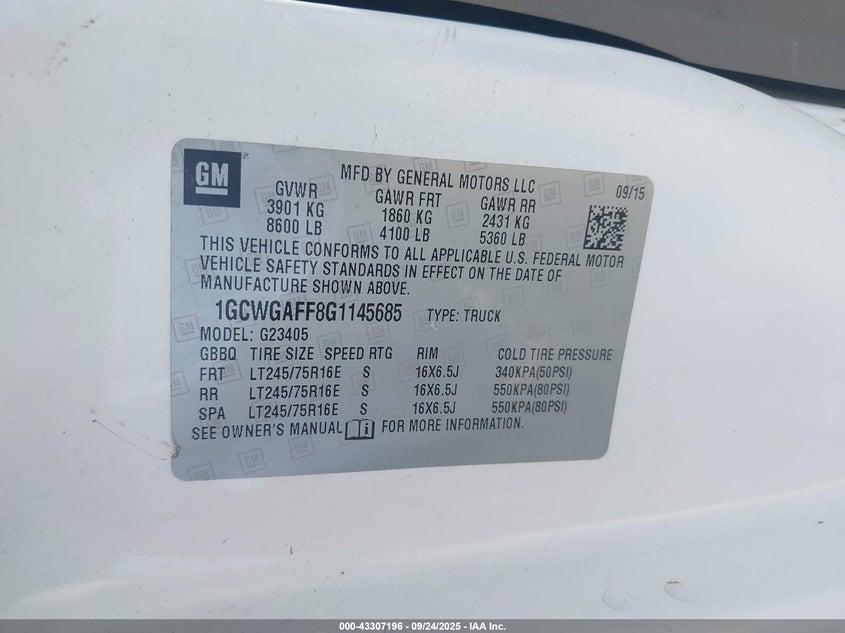 GM
MFD BY GENERAL MOTORS LLC
09/15
GVWR GAWR FRT GAWR RR
3901 KG 1860 KG 2431 KG
8600 LB 4100 LB 5360 LB
THIS VEHICLE CONFORMS TO ALL APPLICABLE U.S. FEDERAL MOTOR
VEHICLE SAFETY STANDARDS IN EFFECT ON THE DATE OF
MANUFACTURE SHOWN ABOVE.
1GCWGAFF8G1145685 TYPE: TRUCK
MODEL: G23405
GBBQ TIRE SIZE SPEED RTG RIM COLD TIRE PRESSURE
FRT LT245/75R16E S 16X6.5J 340KPA(50PSI)
RR LT245/75R16E S 16X6.5J 550KPA(80PSI)
SPA LT245/75R16E S 16X6.5J 550KPA(80PSI)
SEE OWNER'S MANUAL i FOR MORE INFORMATION.
000-43307196 - 09/24/2025 - IAA Inc.